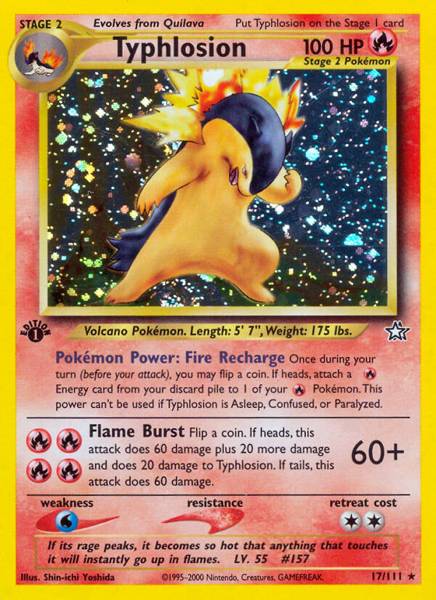 STAGE 2 Evolves from Quilava Put Typhlosion on the Stage 1 card
Typhlosion 100 HP
Stage 2 Pokémon
EDITION
1
Volcano Pokémon. Length: 5' 7", Weight: 175 lbs.
Pokémon Power: Fire Recharge Once during your
turn (before your attack), you may flip a coin. If heads, attach a
Energy card from your discard pile to 1 of your Pokémon. This
power can't be used if Typhlosion is Asleep, Confused, or Paralyzed.
Flame Burst Flip a coin. If heads, this
attack does 60 damage plus 20 more damage
and does 20 damage to Typhlosion. If tails, this
attack does 60 damage.
60+
weakness resistance retreat cost
If its rage peaks, it becomes so hot that anything that touches
it will instantly go up in flames. LV. 55 #157
Illus. Shin-ichi Yoshida ©1995-2000 Nintendo, Creatures, GAMEFREAK. 17/111 ★